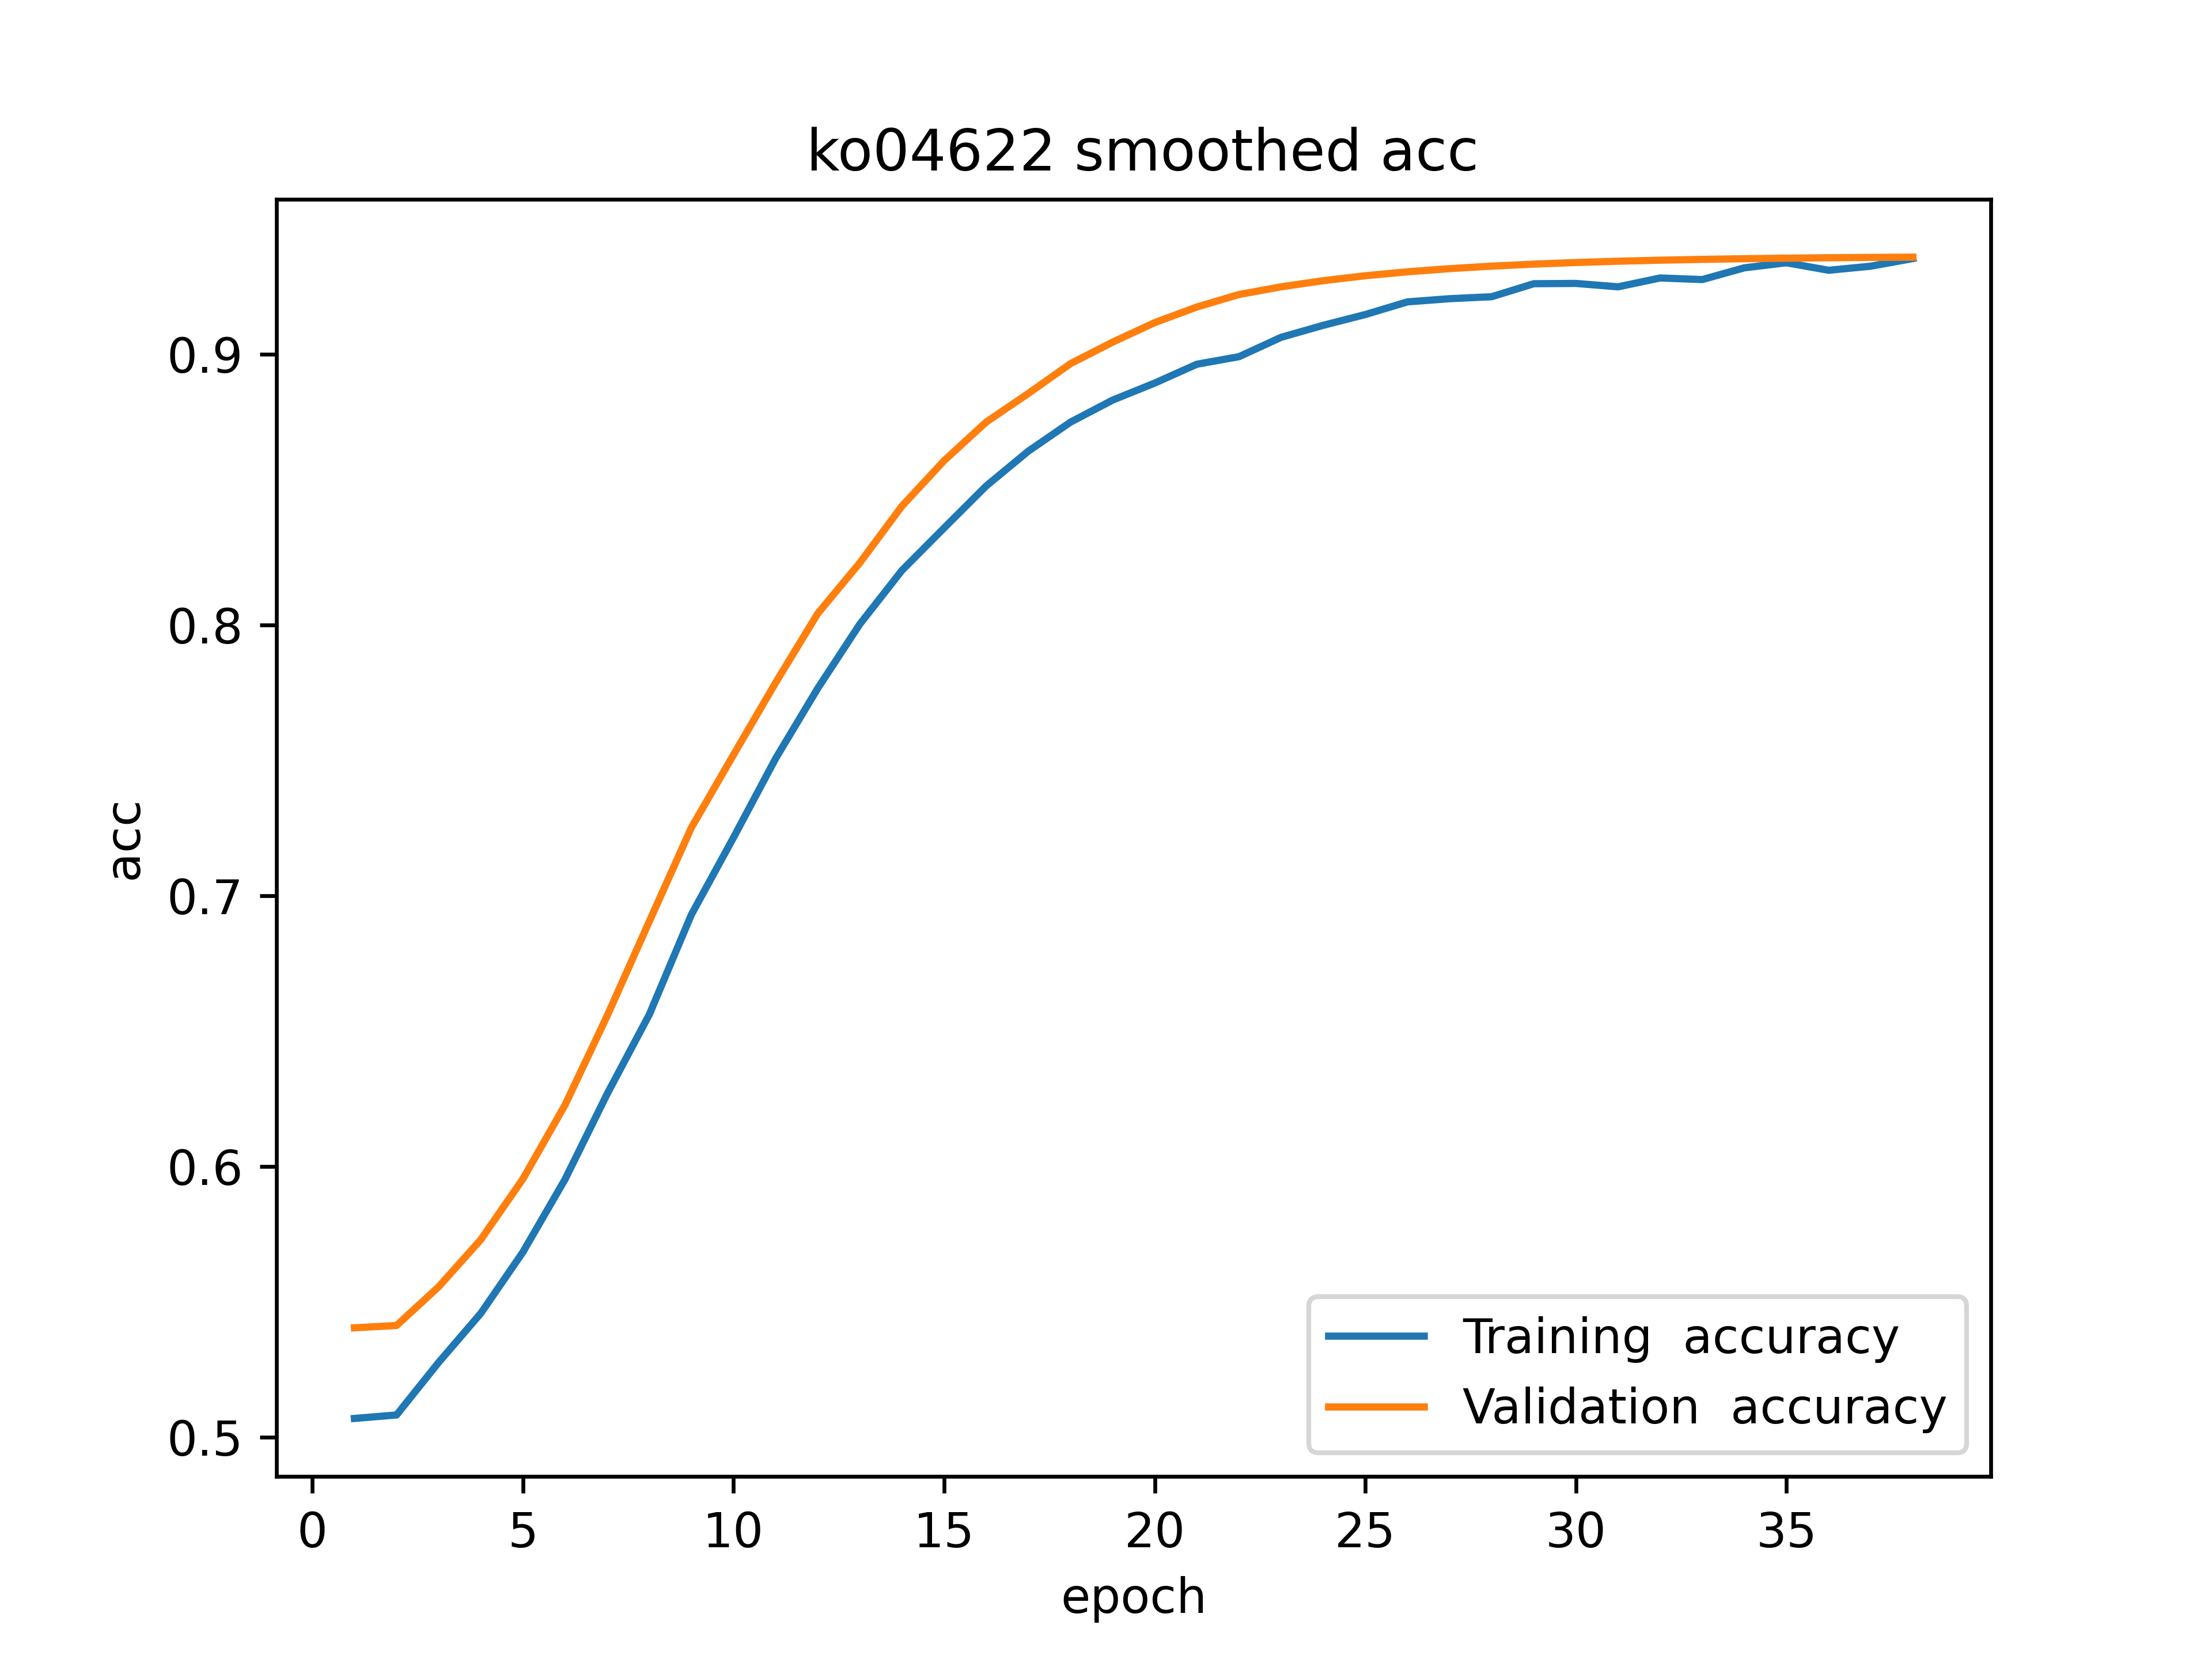 ko04622 smoothed acc
acc
0.9
0.8
0.7
0.6
0.5
0 5 10 15 20 25 30 35
epoch
Training accuracy
Validation accuracy